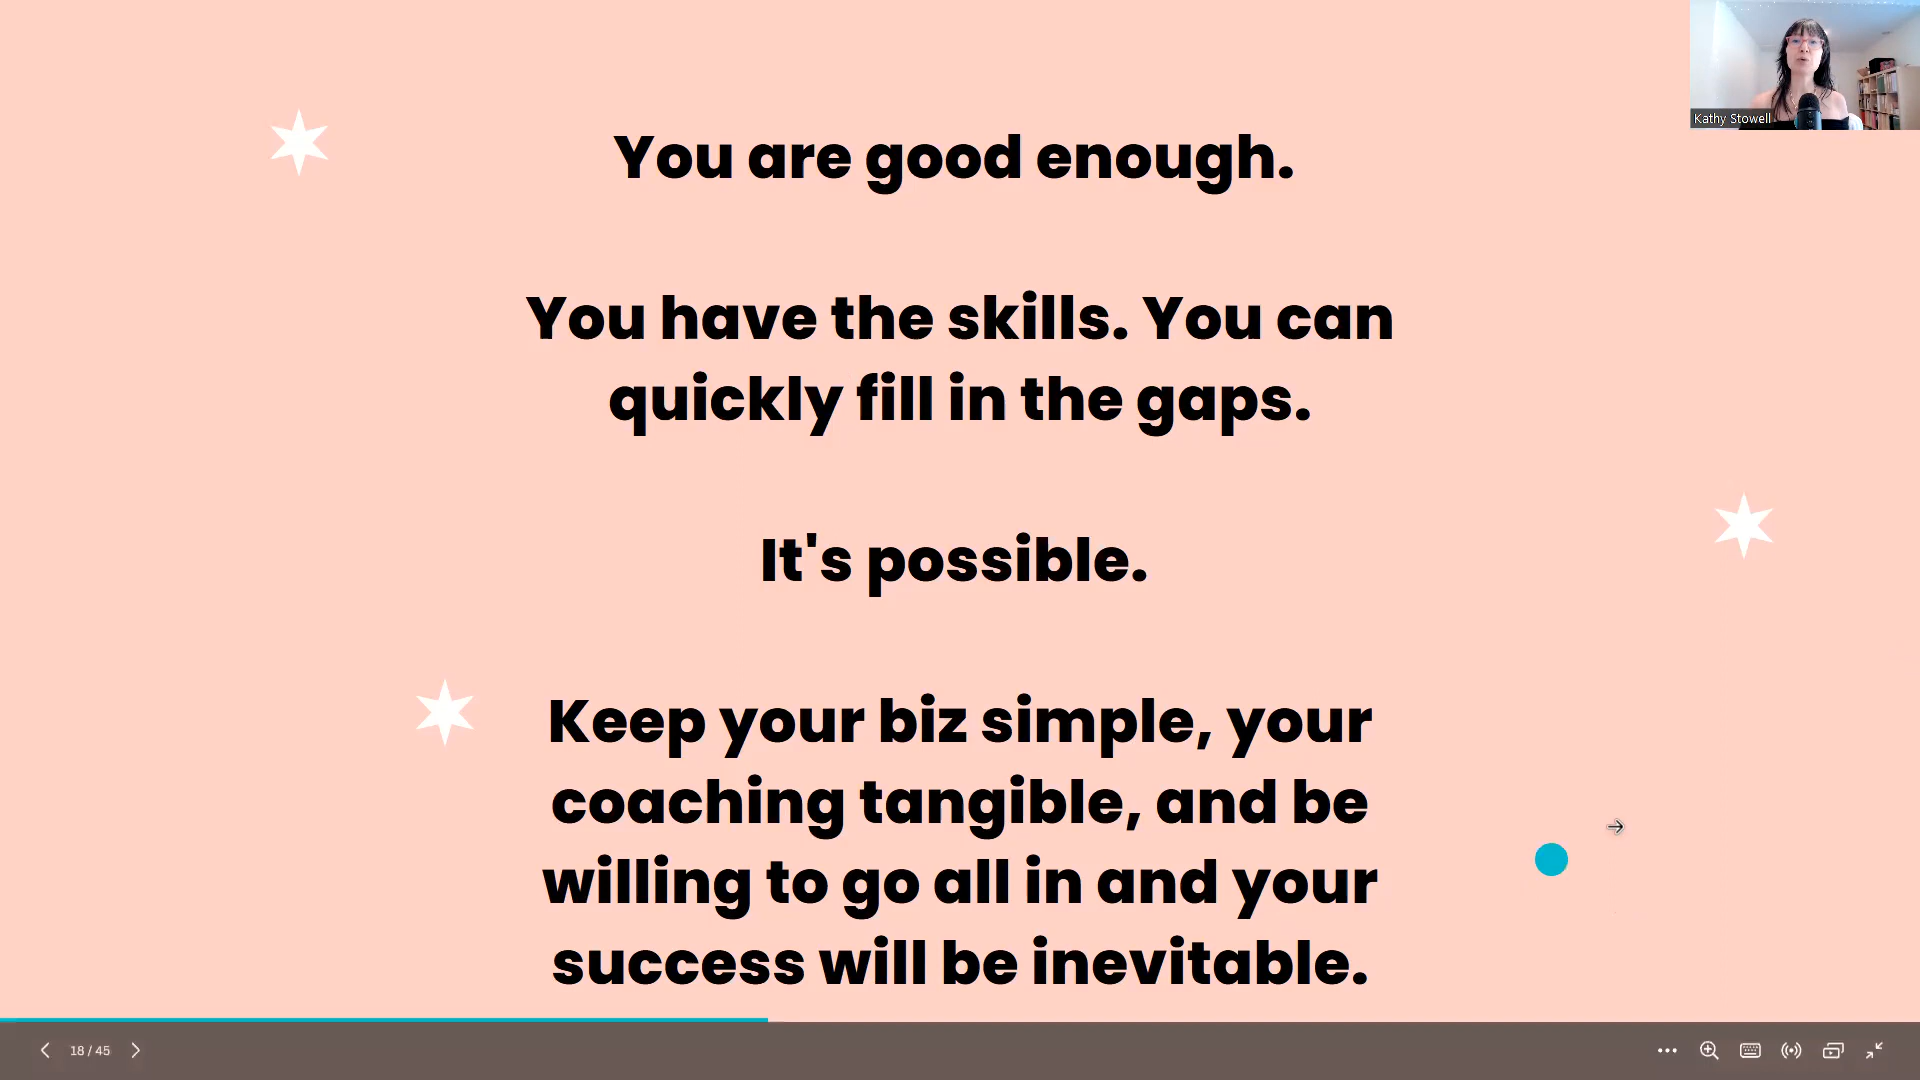 Kathy Stowell
You are good enough.
You have the skills. You can
quickly fill in the gaps.
It's possible.
Keep your biz simple, your
coaching tangible, and be
willing to go all in and your
success will be inevitable.
18 / 45